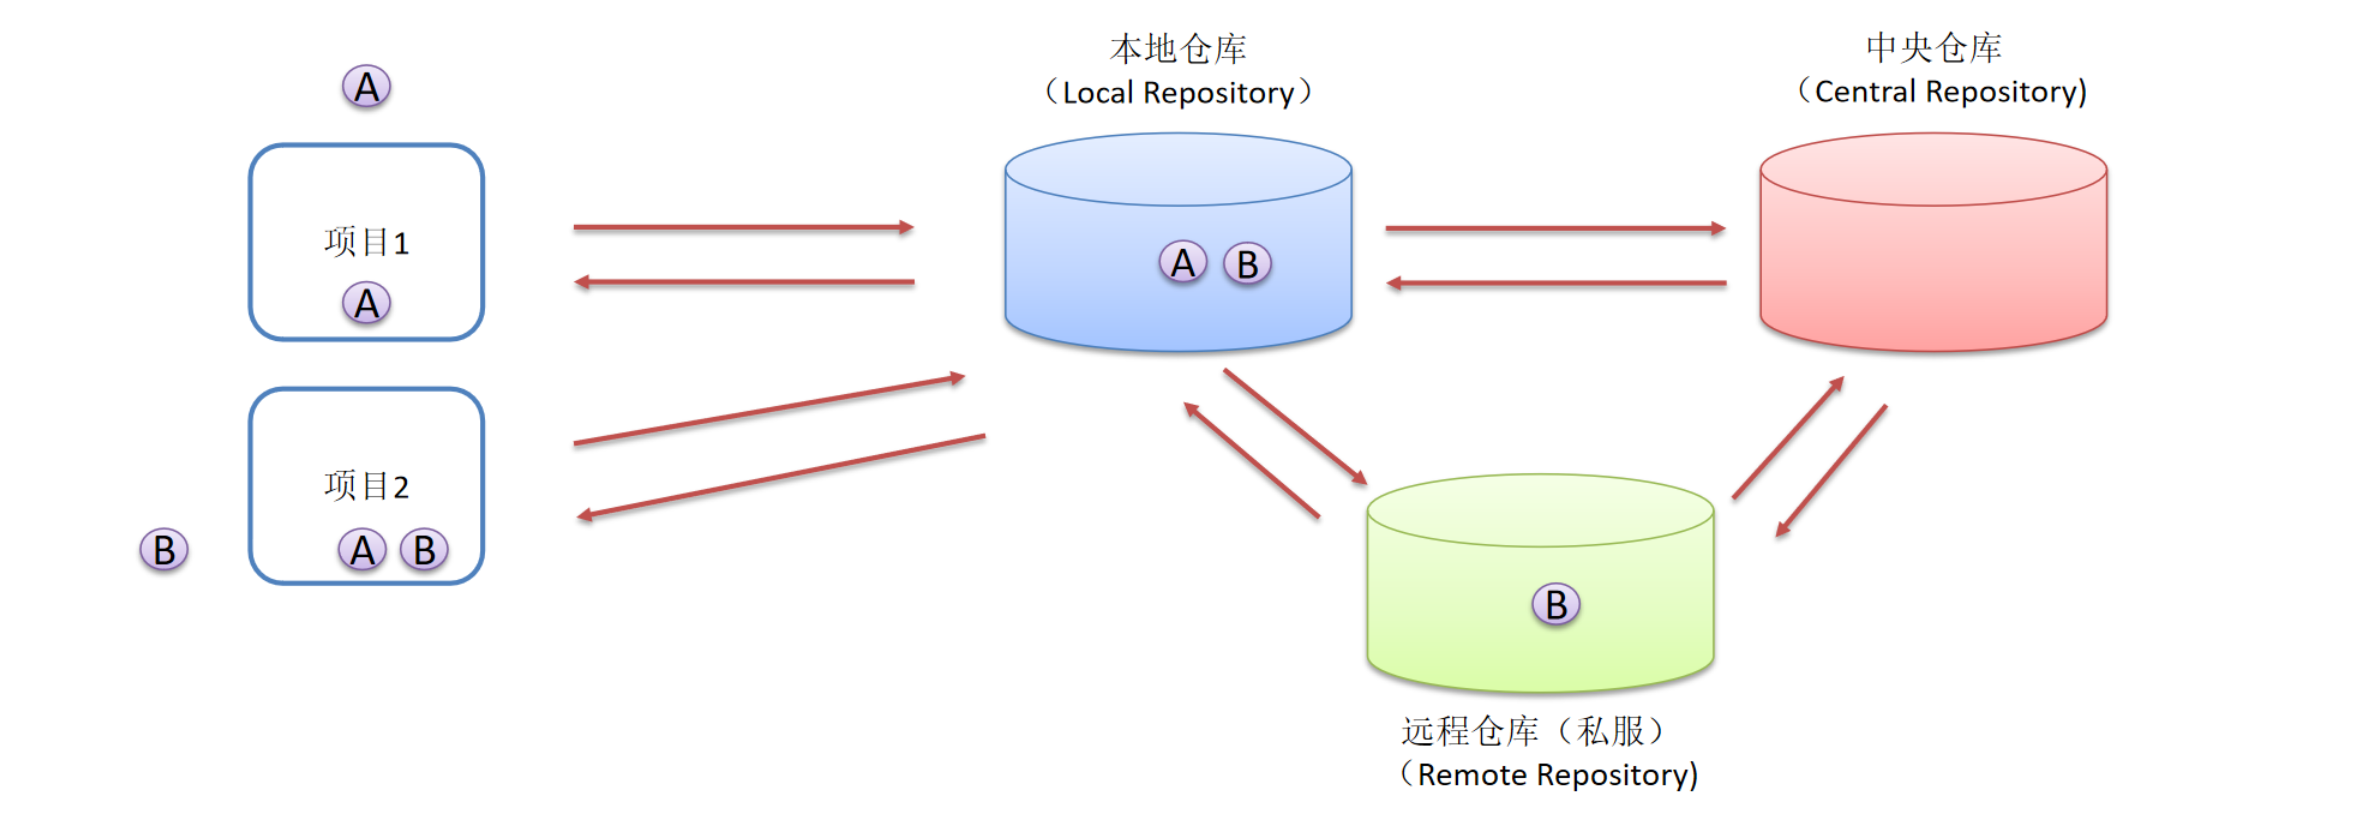 A
项目1
A
项目2
B
A B
本地仓库
（Local Repository）
A B
中央仓库
（Central Repository)
B
远程仓库（私服）
（Remote Repository)